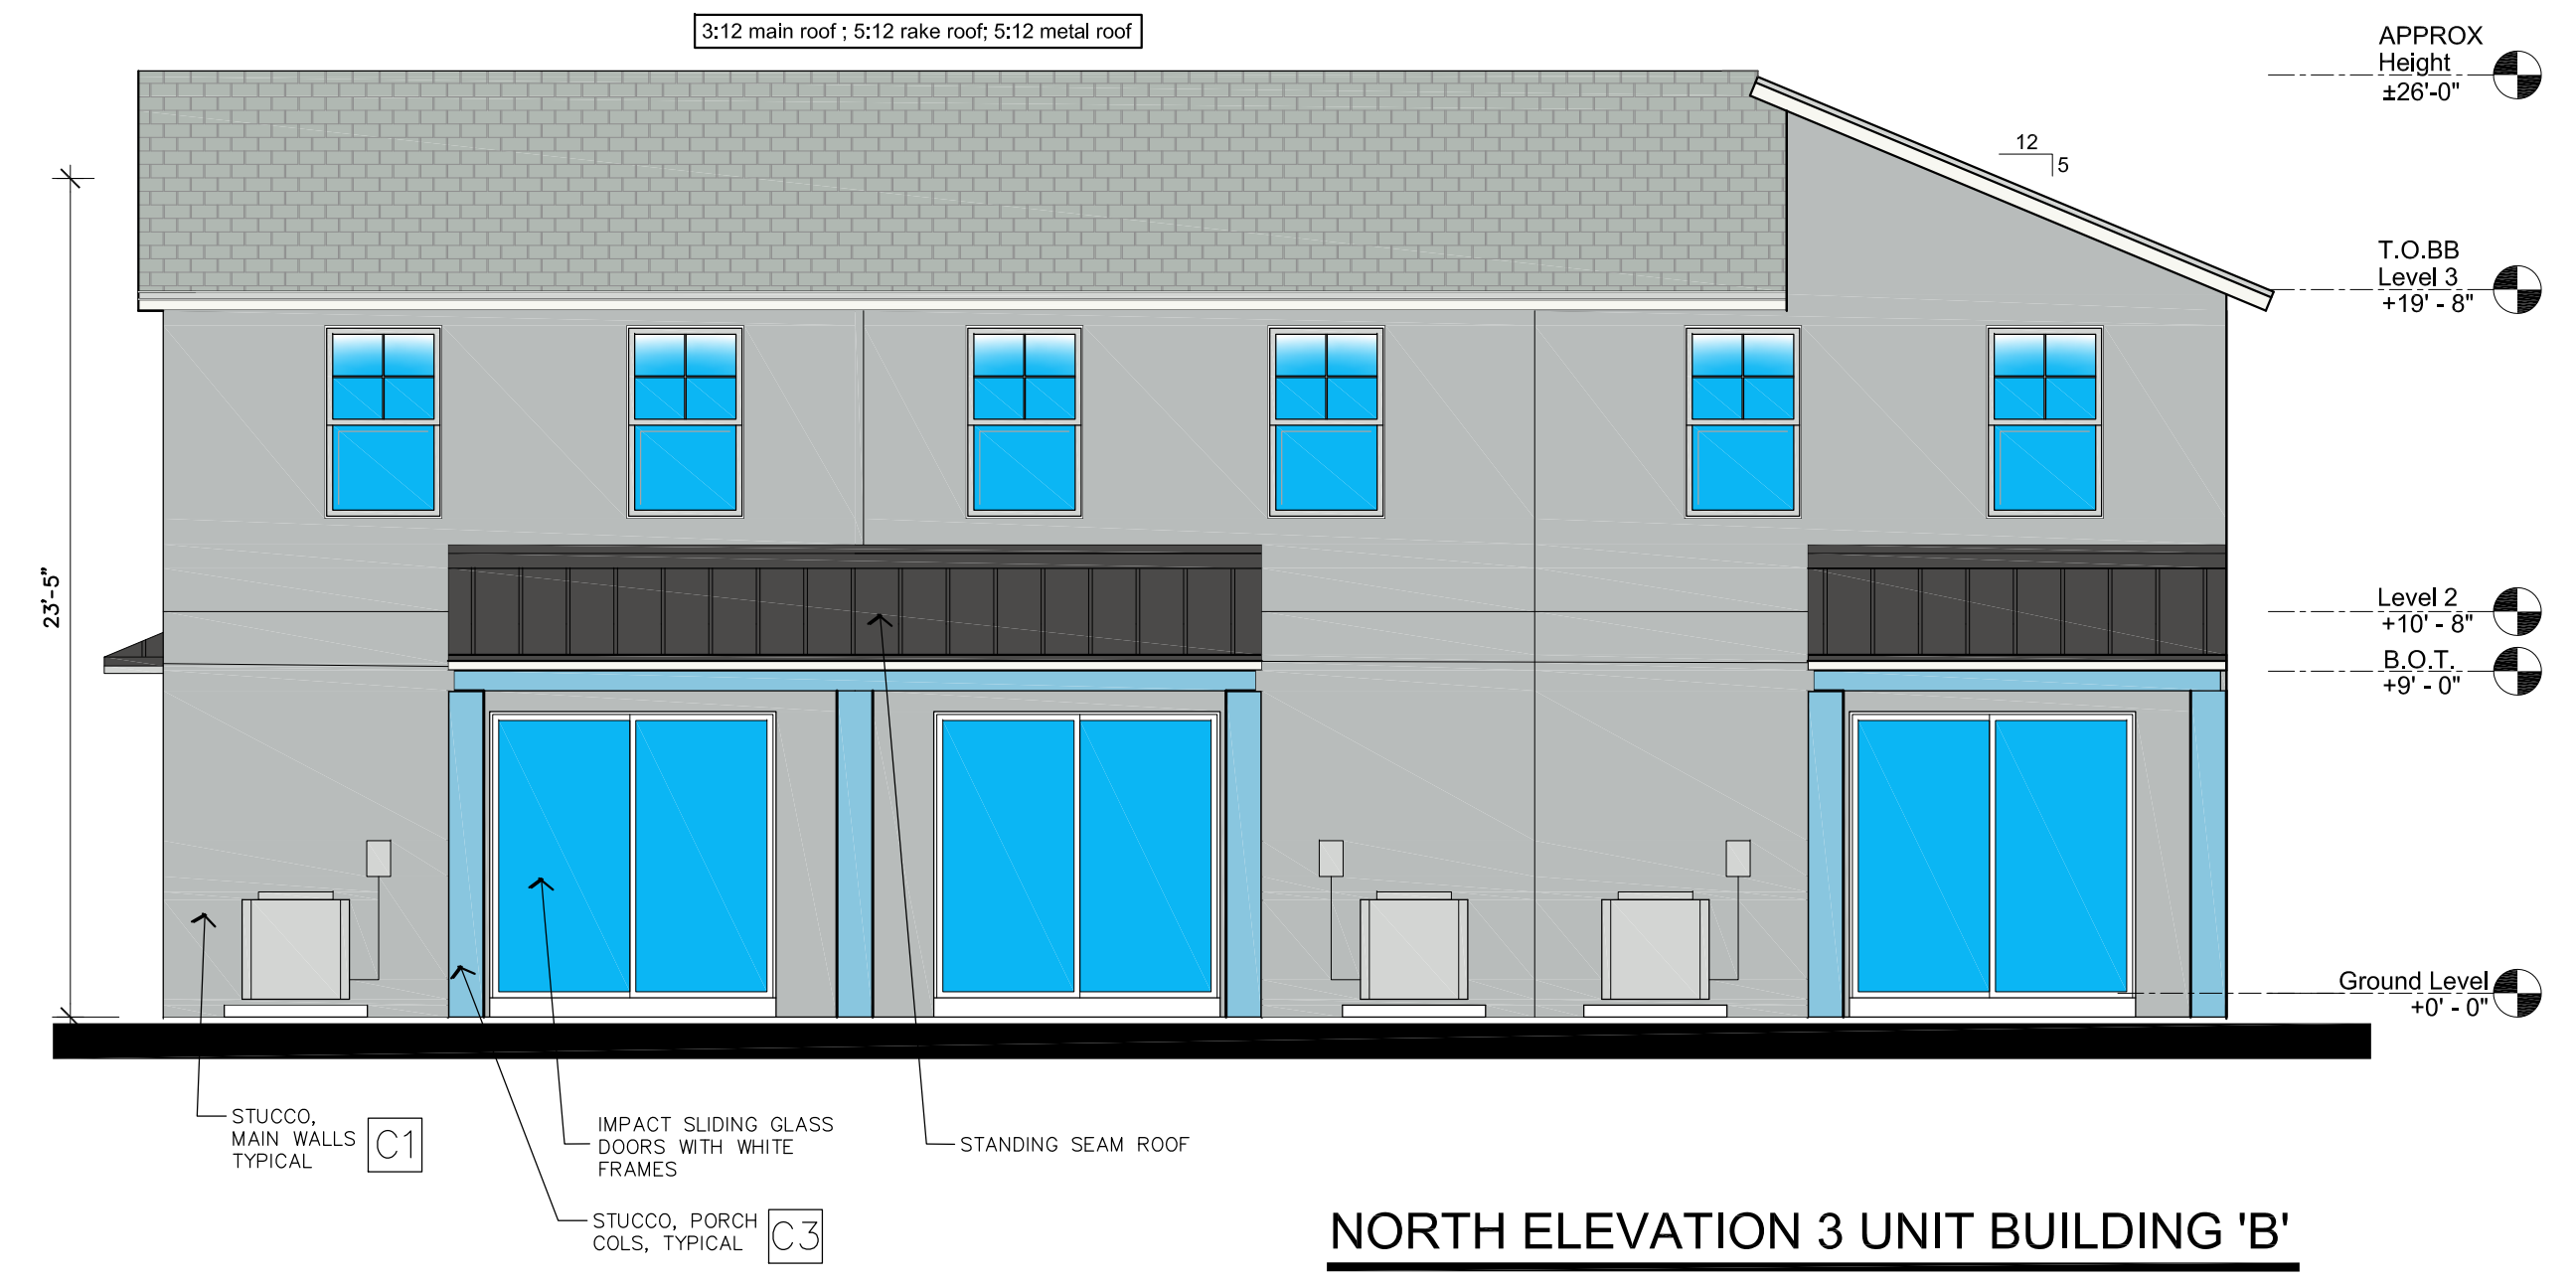 3:12 main roof ; 5:12 rake roof; 5:12 metal roof
APPROX
Height
±26'-0"
12
5
T.O.BB
Level 3
+19' - 8"
23'-5"
Level 2
+10' - 8"
B.O.T.
+9' - 0"
Ground Level
+0' - 0"
STUCCO,
MAIN WALLS
TYPICAL
C1
IMPACT SLIDING GLASS
DOORS WITH WHITE
FRAMES
STANDING SEAM ROOF
STUCCO, PORCH
COLS, TYPICAL
C3
NORTH ELEVATION 3 UNIT BUILDING 'B'